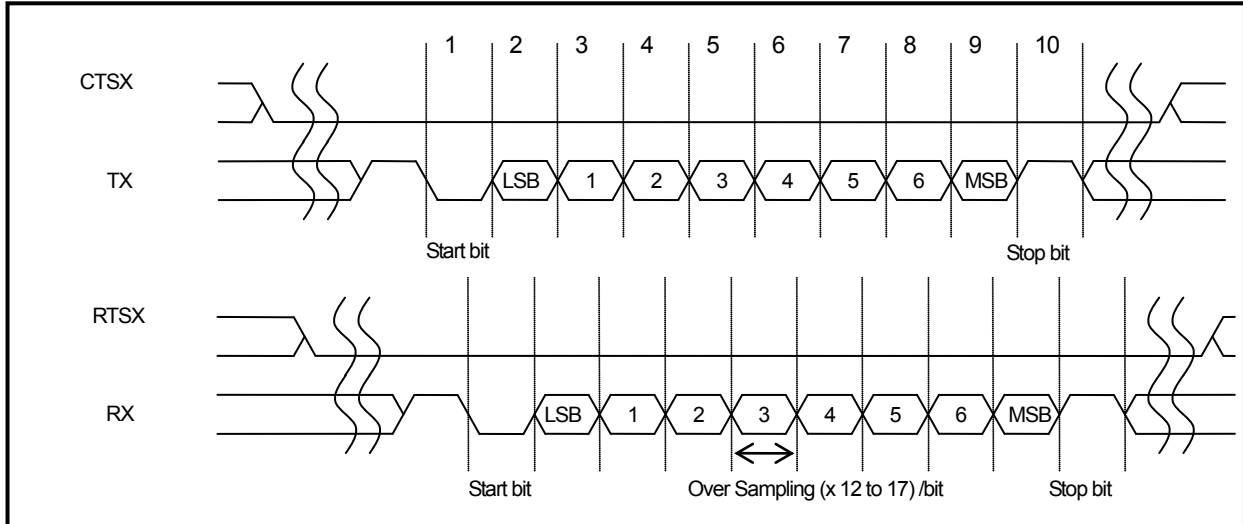 1 2 3 4 5 6 7 8 9 10
CTSX
TX LSB 1 2 3 4 5 6 MSB
Start bit Stop bit
RTSX
RX LSB 1 2 3 4 5 6 MSB
Start bit Over Sampling (x 12 to 17) /bit Stop bit